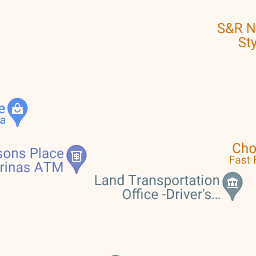 S&R N
Sty
e
a
sons Place
rinas ATM
Cho
Fast F
Land Transportation
Office -Driver's...